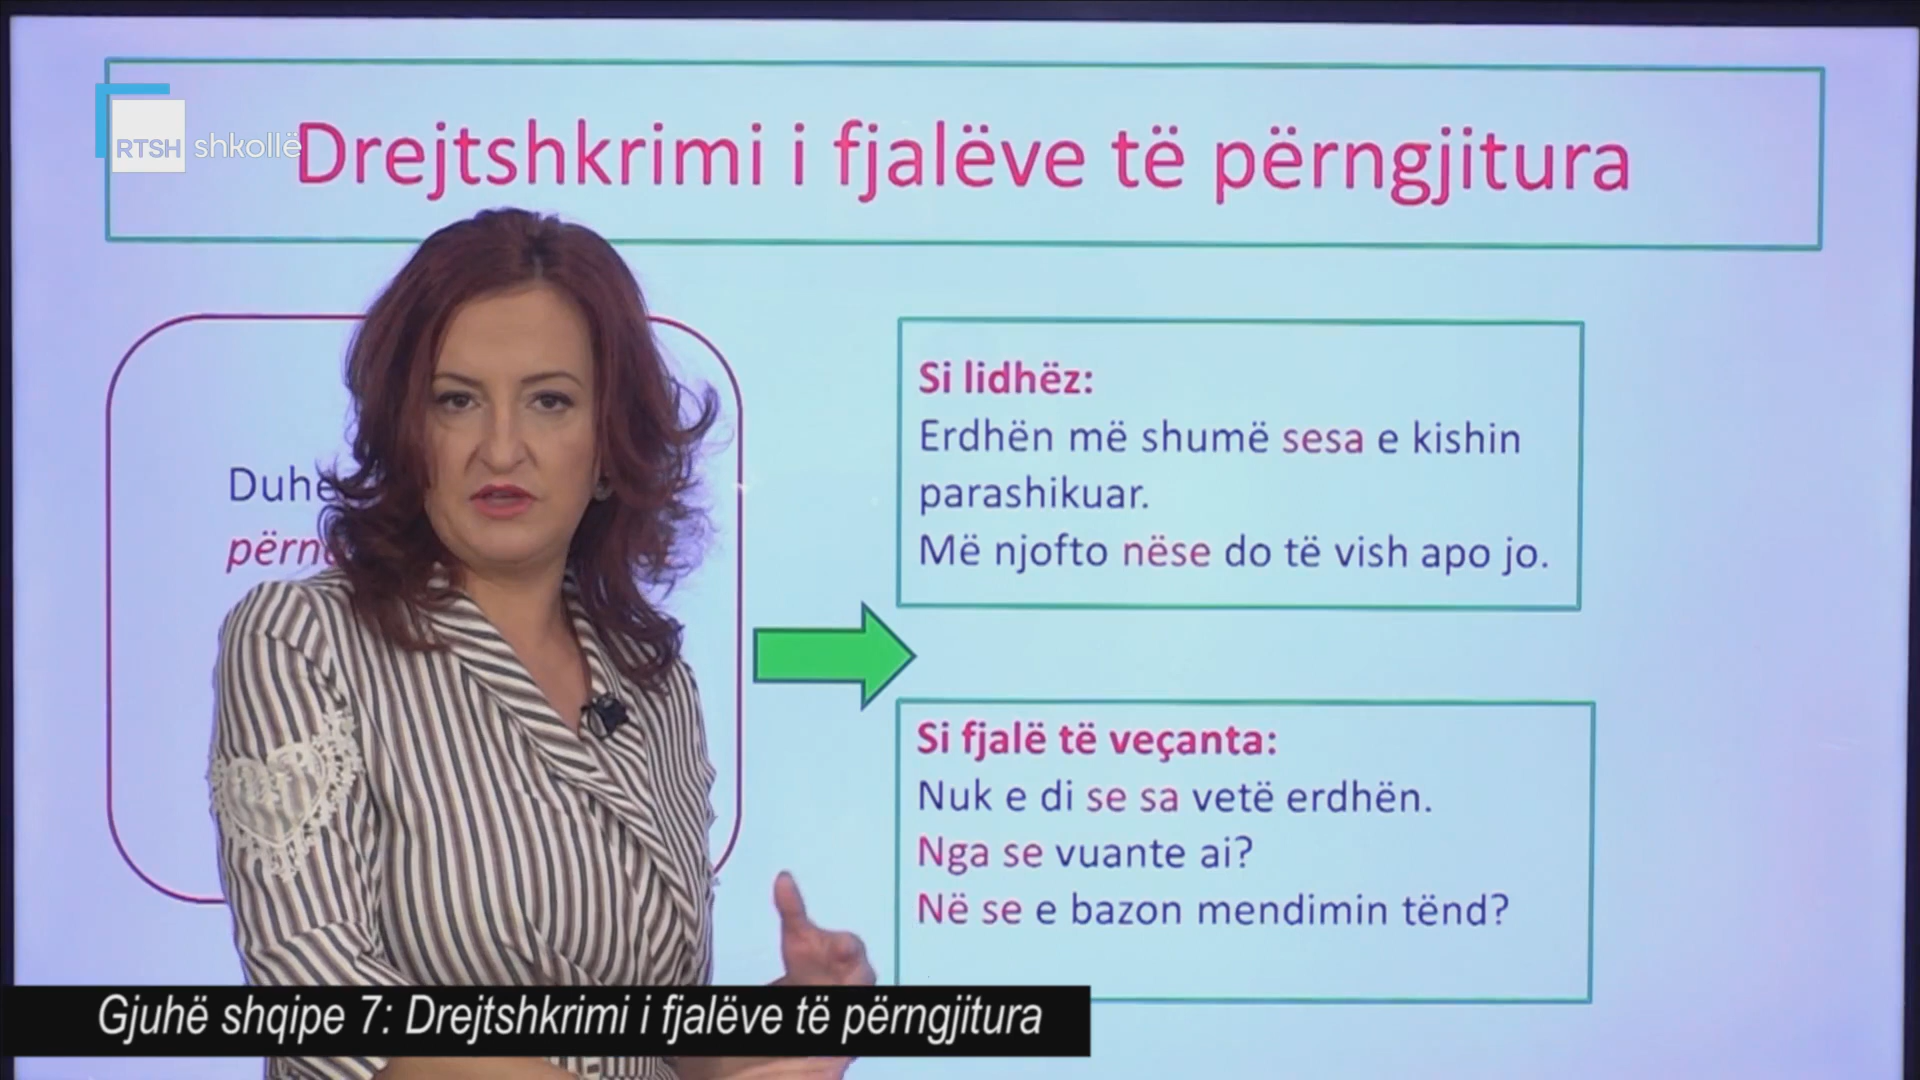 RTSH shkollë
Drejtshkrimi i fjalëve të përngjitura
Si lidhëz:
Erdhën më shumë sesa e kishin
parashikuar.
Më njofto nëse do të vish apo jo.
Si fjalë të veçanta:
Nuk e di se sa vetë erdhën.
Nga se vuante ai?
Në se e bazon mendimin tënd?
Gjuhë shqipe 7: Drejtshkrimi i fjalëve të përngjitura